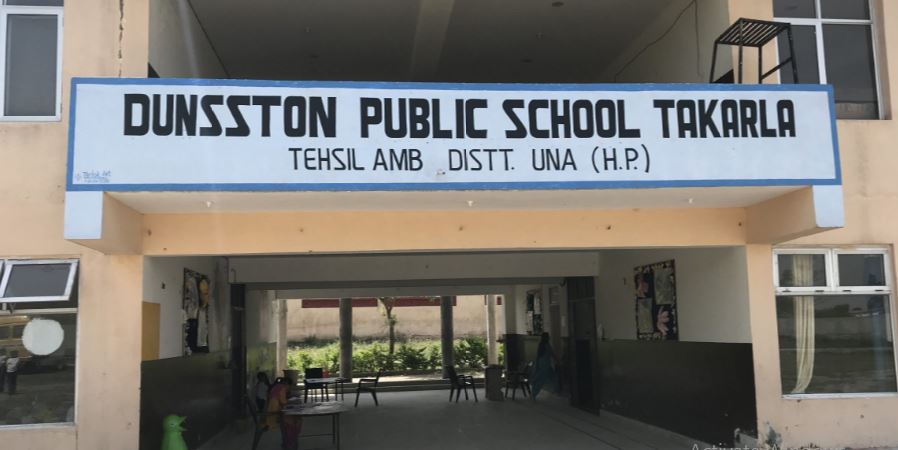 DUNSSTON PUBLIC SCHOOL TAKARLA
TEHSIL AMB DISTT. UNA (H.P.)